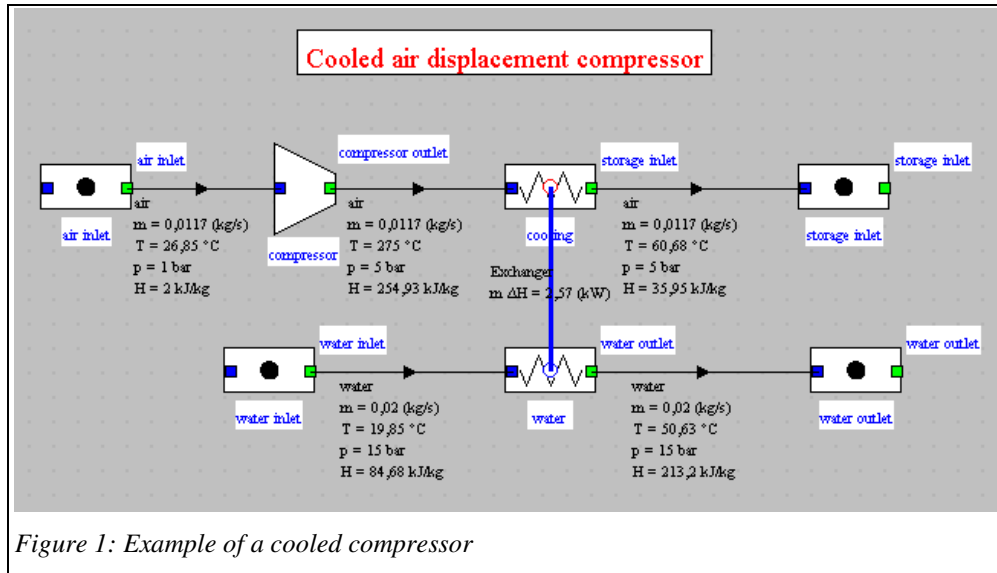 Cooled air displacement compressor
air inlet
air inlet
air
m = 0,0117 (kg/s)
T = 26,85 °C
p = 1 bar
H = 2 kJ/kg
compressor outlet
compressor
air
m = 0,0117 (kg/s)
T = 275 °C
p = 5 bar
H = 254,93 kJ/kg
storage inlet
cooling
air
m = 0,0117 (kg/s)
T = 60,68 °C
p = 5 bar
H = 35,95 kJ/kg
storage inlet
storage inlet
Exchanger
m ΔH = 2,57 (kW)
water inlet
water inlet
water
m = 0,02 (kg/s)
T = 19,85 °C
p = 15 bar
H = 84,68 kJ/kg
water outlet
water
water
m = 0,02 (kg/s)
T = 50,63 °C
p = 15 bar
H = 213,2 kJ/kg
water outlet
water outlet
Figure 1: Example of a cooled compressor